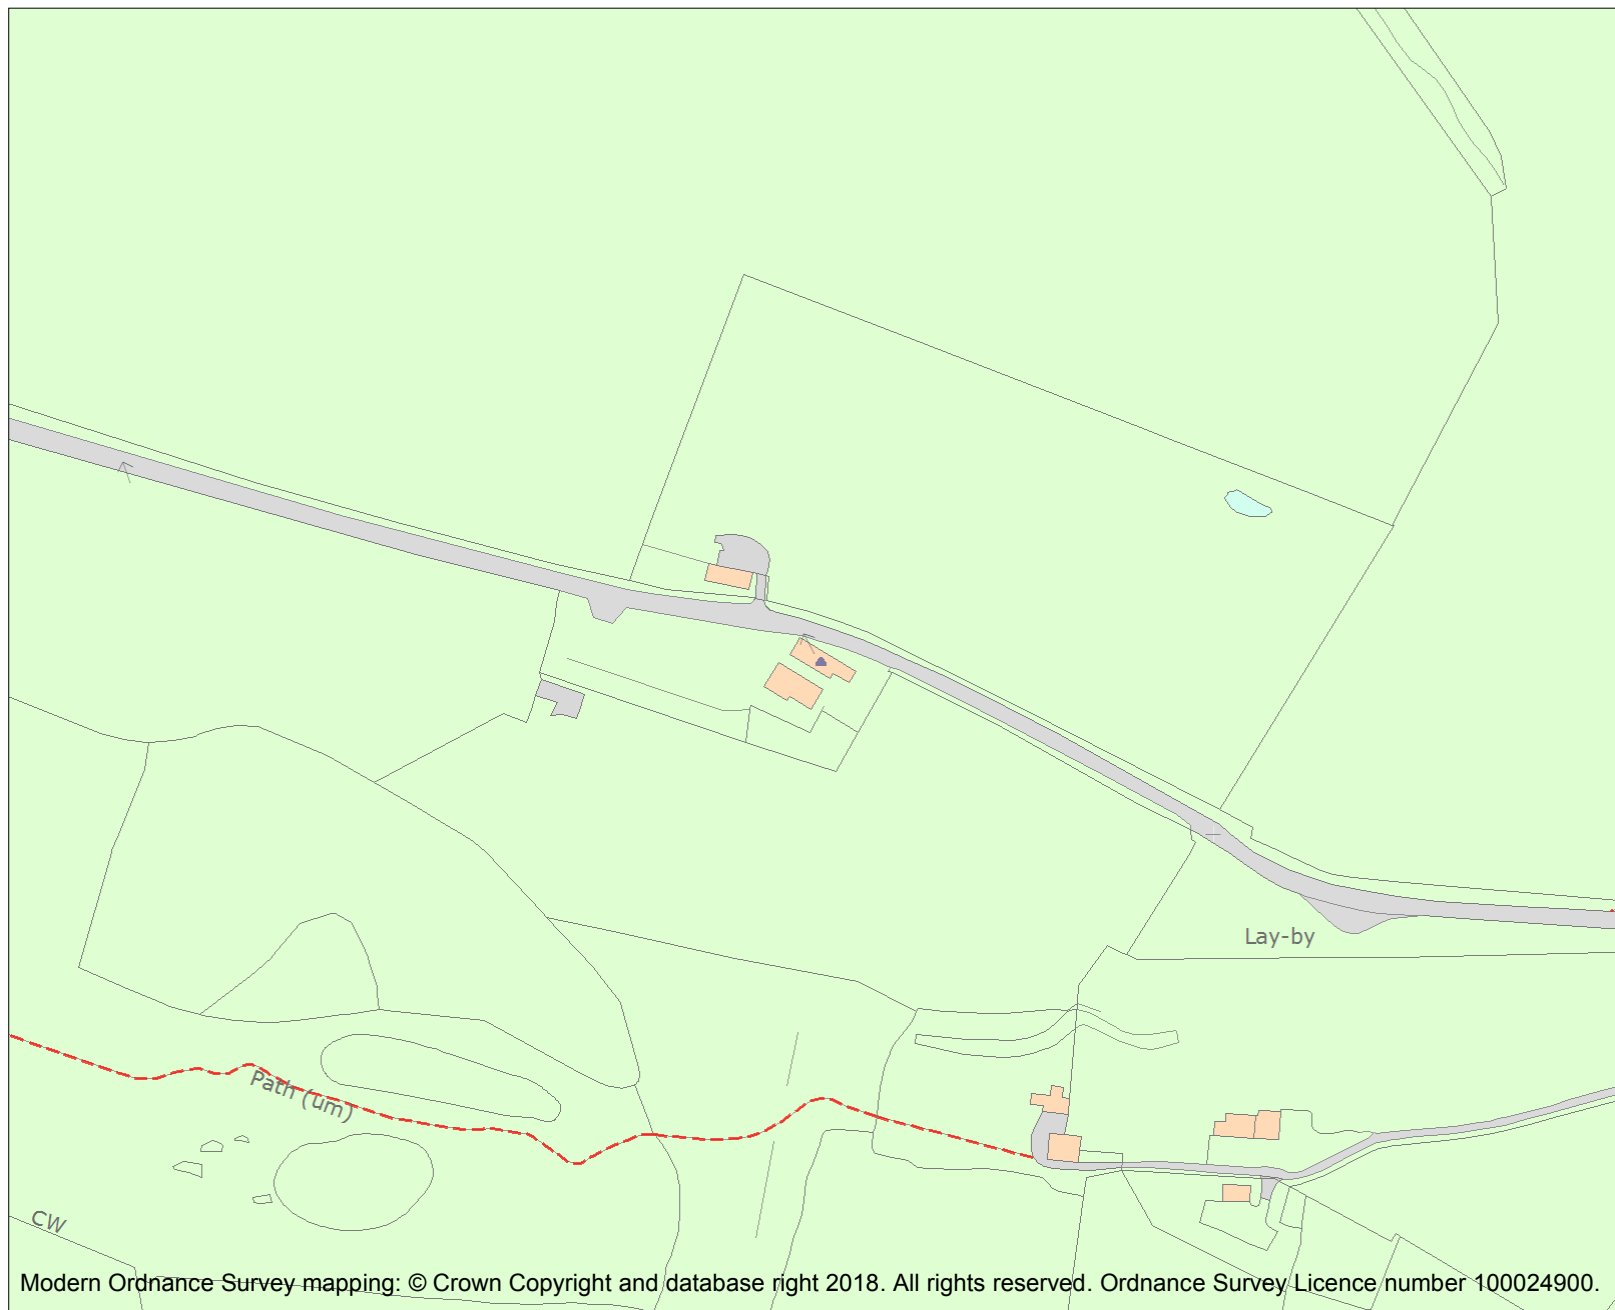 Lay-by
Path (um)
CW
Modern Ordnance Survey mapping: © Crown Copyright and database right 2018. All rights reserved. Ordnance Survey Licence number 100024900.